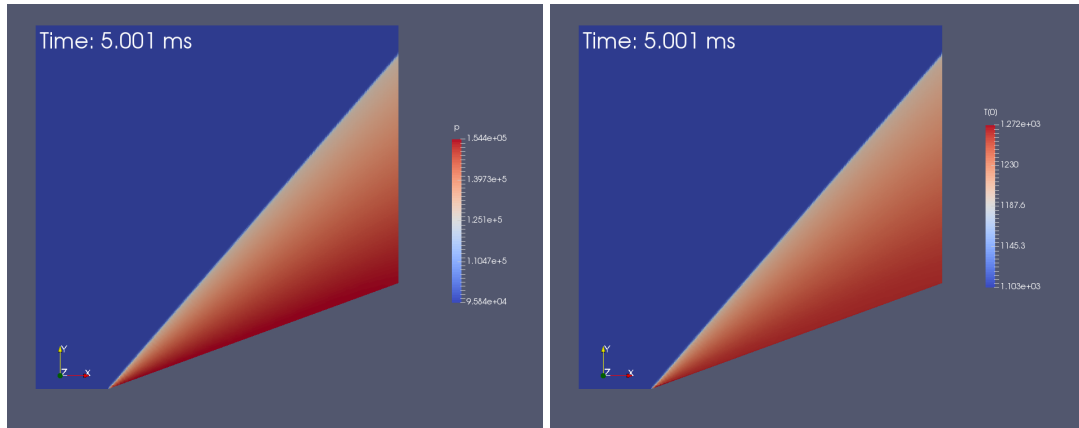 Time: 5.001 ms
p
1.544e+05
1.3973e+5
1.251e+5
1.1047e+5
9.584e+04
Y
Z
X
Time: 5.001 ms
T(0)
1.272e+03
1230
1187.6
1145.3
1.103e+03
Y
Z
X